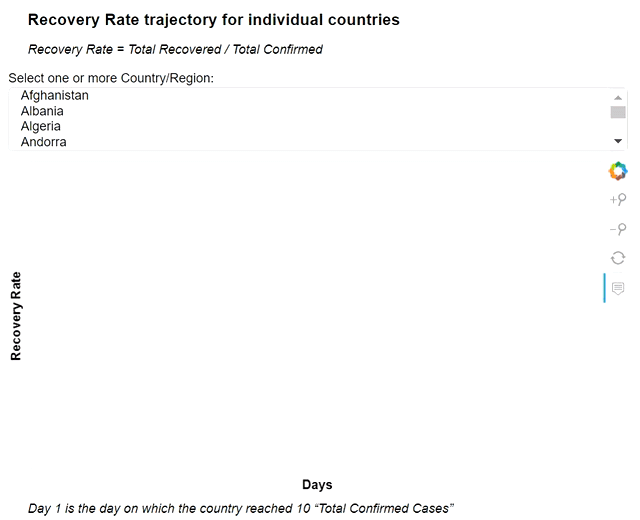 Recovery Rate trajectory for individual countries
Recovery Rate = Total Recovered / Total Confirmed
Select one or more Country/Region:
Afghanistan
Albania
Algeria
Andorra
Recovery Rate
Days
Day 1 is the day on which the country reached 10 “Total Confirmed Cases”